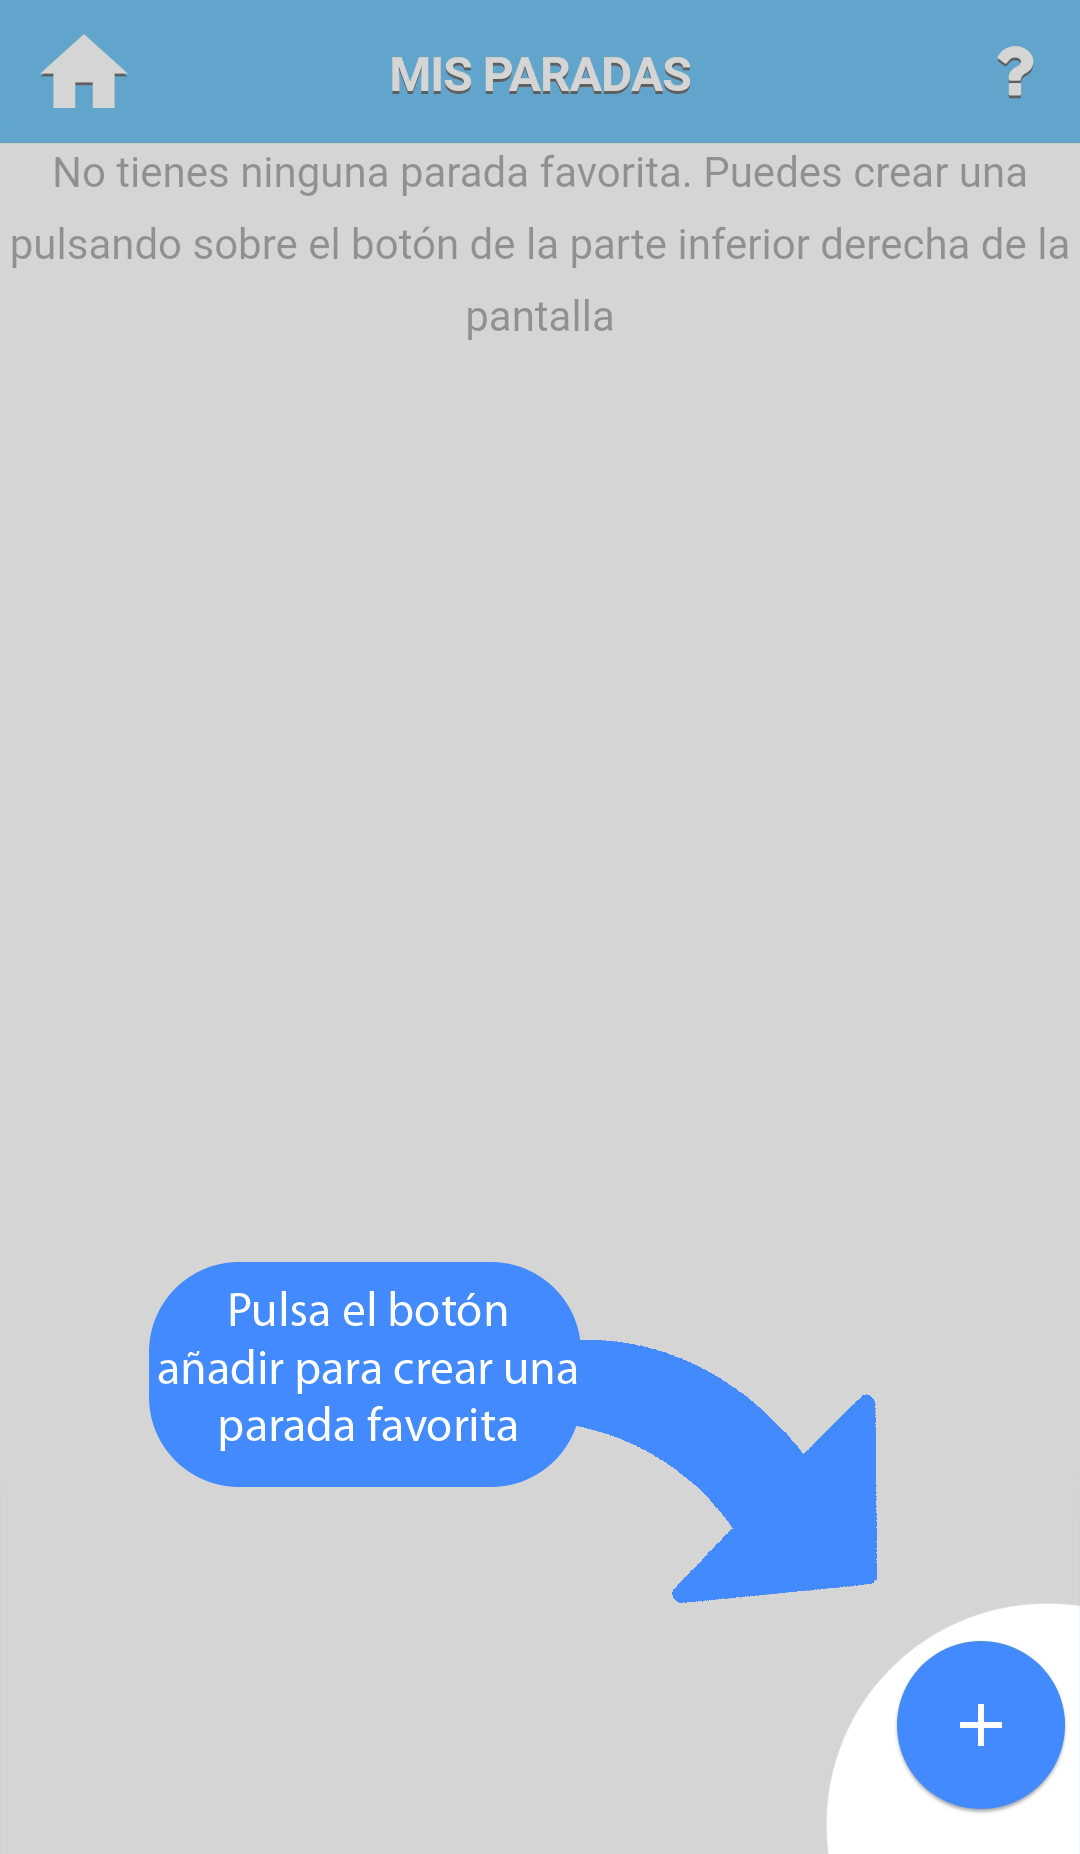 MIS PARADAS
?
No tienes ninguna parada favorita. Puedes crear una
pulsando sobre el botón de la parte inferior derecha de la
pantalla
Pulsa el botón
añadir para crear una
parada favorita
+